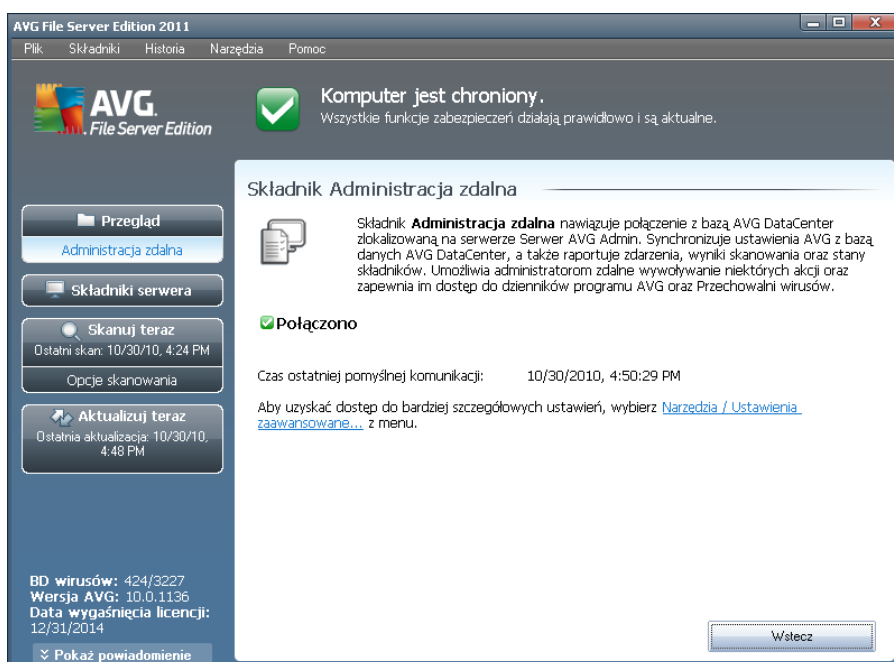 AVG File Server Edition 2011
Plik Składniki Historia Narzędzia Pomoc
AVG.
File Server Edition
Komputer jest chroniony.
Wszystkie funkcje zabezpieczeń działają prawidłowo i są aktualne.
Przegląd
Administracja zdalna
Składniki serwera
Skanuj teraz
Ostatni skan: 10/30/10, 4:24 PM
Opcje skanowania
Aktualizuj teraz
Ostatnia aktualizacja: 10/30/10,
4:48 PM
BD wirusów: 424/3227
Wersja AVG: 10.0.1136
Data wygaśnięcia licencji:
12/31/2014
Pokaż powiadomienie
Składnik Administracja zdalna
Składnik Administracja zdalna nawiązuje połączenie z bazą AVG DataCenter
zlokalizowaną na serwerze Serwer AVG Admin. Synchronizuje ustawienia AVG z bazą
danych AVG DataCenter, a także raportuje zdarzenia, wyniki skanowania oraz stany
składników. Umożliwia administratorom zdalne wywoływanie niektórych akcji oraz
zapewnia im dostęp do dzienników programu AVG oraz Przechowalni wirusów.
Połączono
Czas ostatniej pomyślnej komunikacji: 10/30/2010, 4:50:29 PM
Aby uzyskać dostęp do bardziej szczegółowych ustawień, wybierz Narzędzia / Ustawienia
zaawansowane... z menu.
Wstecz